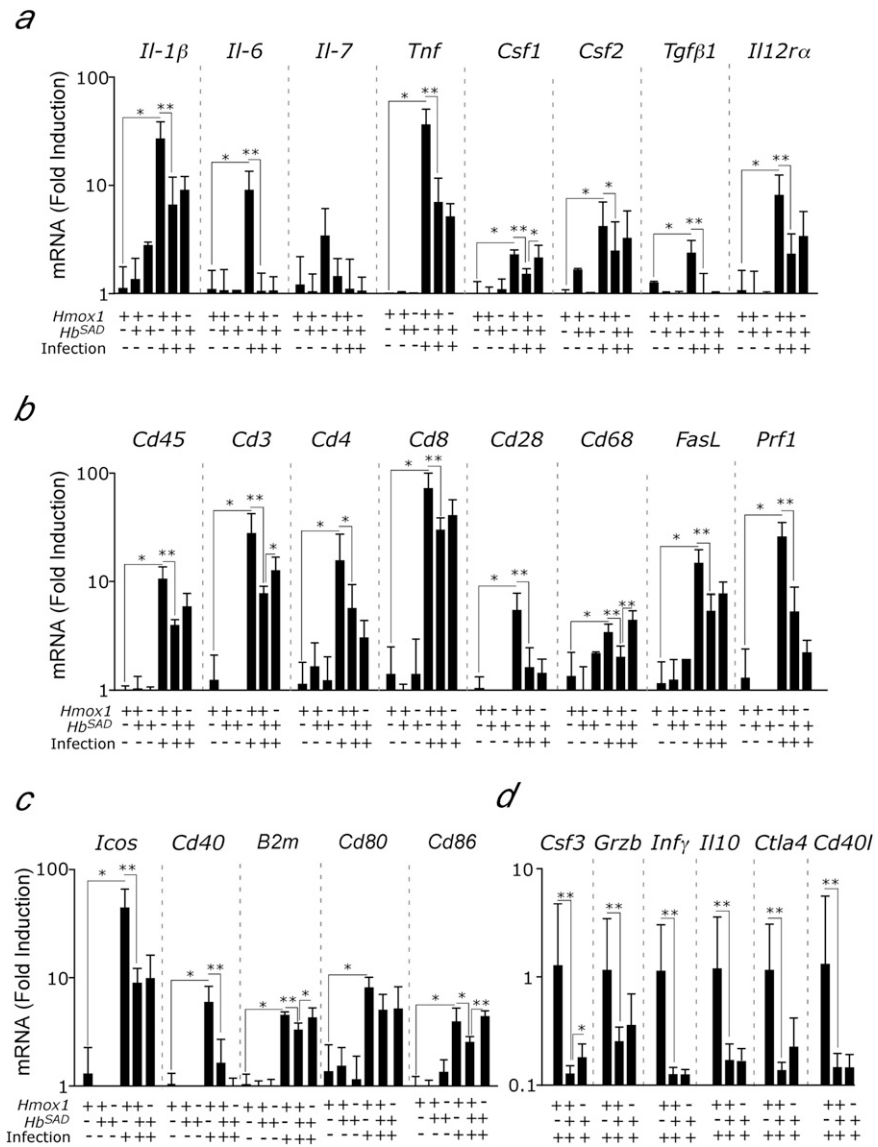 a
Il-1β Il-6 Il-7 Tnf Csf1 Csf2 Tgfβ1 Il12rα
100
* ** * ** * ** * ** * * * * ** * **
10
mRNA (Fold Induction)
1
Hmox1 ++-++- ++-++- ++-++- ++-++- ++-++- ++-++- ++-++- ++-++-
HbSAD -++-++ -++-++ -++-++ -++-++ -++-++ -++-++ -++-++ -++-++
Infection ---+++ ---+++ ---+++ ---+++ ---+++ ---+++ ---+++ ---+++
b
Cd45 Cd3 Cd4 Cd8 Cd28 Cd68 FasL Prf1
100
* ** * ** * * * * * ** * ** * ** ** * ** * **
10
mRNA (Fold Induction)
1
Hmox1 ++-++- ++-++- ++-++- ++-++- ++-++- ++-++- ++-++- ++-++-
HbSAD -++-++ -++-++ -++-++ -++-++ -++-++ -++-++ -++-++ -++-++
Infection ---+++ ---+++ ---+++ ---+++ ---+++ ---+++ ---+++ ---+++
c
Icos Cd40 B2m Cd80 Cd86
100
* ** * ** * ** * * * * **
10
mRNA (Fold Induction)
1
Hmox1 ++-++- ++-++- ++-++- ++-++- ++-++-
HbSAD -++-++ -++-++ -++-++ -++-++ -++-++
Infection ---+++ ---+++ ---+++ ---+++ ---+++
d
Csf3 Grzb Infγ Il10 Ctla4 Cd40l
10
** * ** ** ** ** **
1
0.1
Hmox1 ++- ++- ++- ++- ++- ++-
HbSAD -++ -++ -++ -++ -++ -++
Infection +++ +++ +++ +++ +++ +++